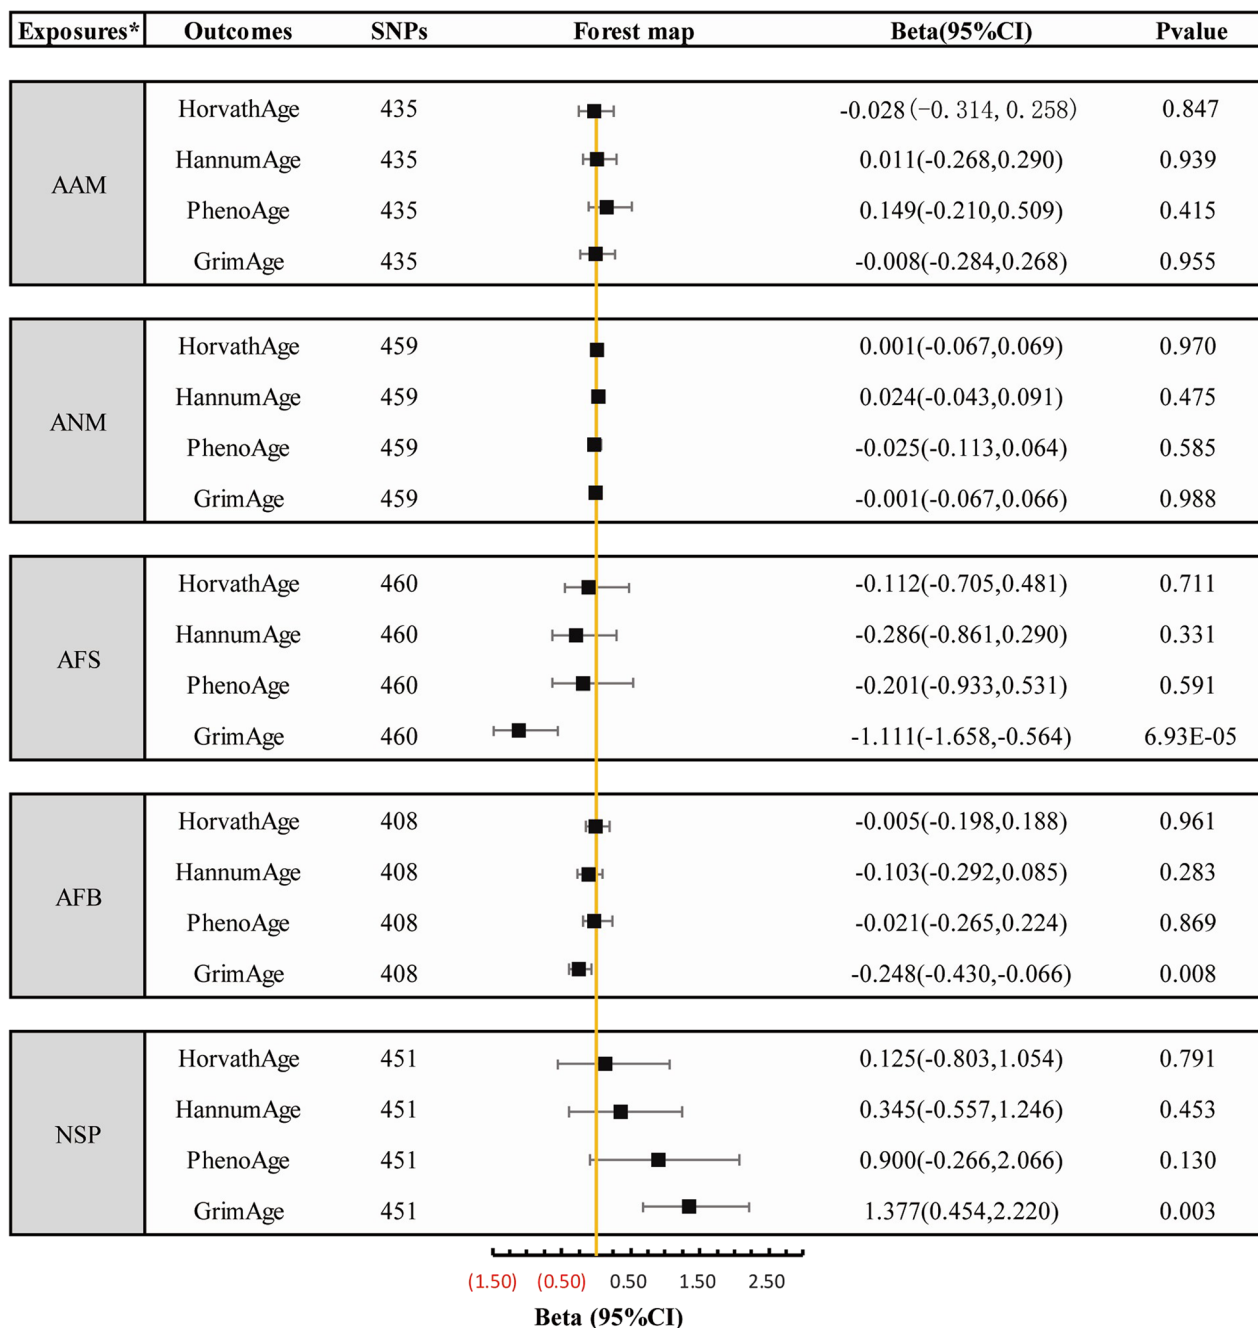 Exposures* Outcomes SNPs Forest map Beta(95%CI) Pvalue
AAM
HorvathAge 435 -0.028(-0.314, 0.258) 0.847
HannumAge 435 0.011(-0.268,0.290) 0.939
PhenoAge 435 0.149(-0.210,0.509) 0.415
GrimAge 435 -0.008(-0.284,0.268) 0.955
ANM
HorvathAge 459 0.001(-0.067,0.069) 0.970
HannumAge 459 0.024(-0.043,0.091) 0.475
PhenoAge 459 -0.025(-0.113,0.064) 0.585
GrimAge 459 -0.001(-0.067,0.066) 0.988
AFS
HorvathAge 460 -0.112(-0.705,0.481) 0.711
HannumAge 460 -0.286(-0.861,0.290) 0.331
PhenoAge 460 -0.201(-0.933,0.531) 0.591
GrimAge 460 -1.111(-1.658,-0.564) 6.93E-05
AFB
HorvathAge 408 -0.005(-0.198,0.188) 0.961
HannumAge 408 -0.103(-0.292,0.085) 0.283
PhenoAge 408 -0.021(-0.265,0.224) 0.869
GrimAge 408 -0.248(-0.430,-0.066) 0.008
NSP
HorvathAge 451 0.125(-0.803,1.054) 0.791
HannumAge 451 0.345(-0.557,1.246) 0.453
PhenoAge 451 0.900(-0.266,2.066) 0.130
GrimAge 451 1.377(0.454,2.220) 0.003
(1.50) (0.50) 0.50 1.50 2.50
Beta (95%CI)